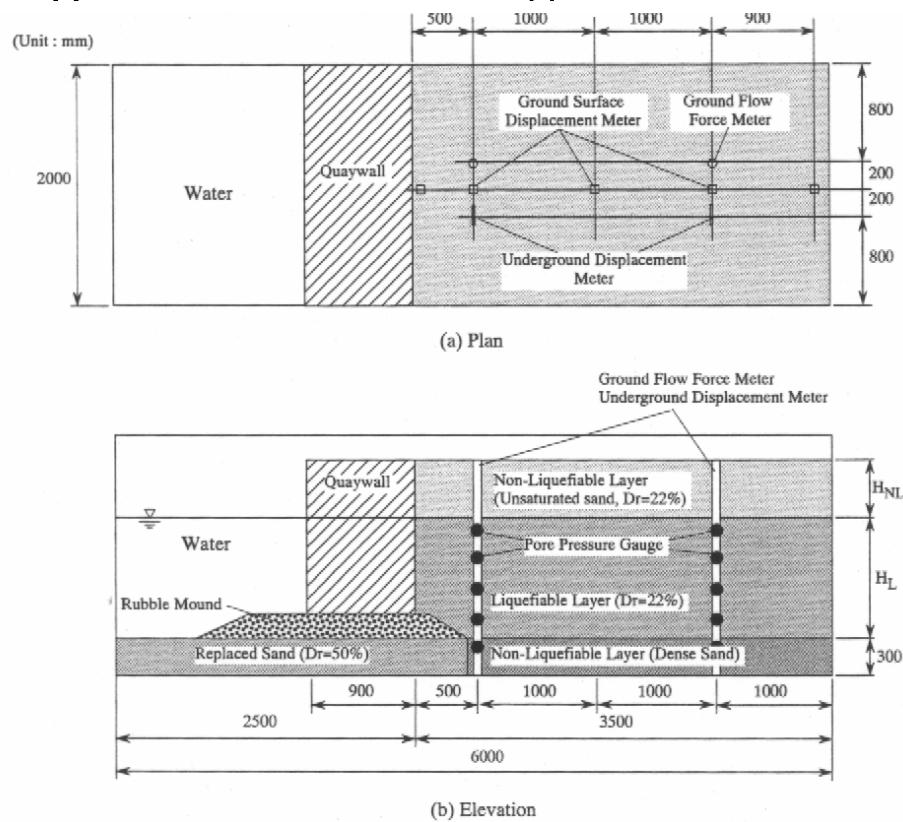 500 1000 1000 900
(Unit : mm)
Ground Surface
Displacement Meter
Ground Flow
Force Meter
800
2000
Water
Quaywall
200
200
Underground Displacement
Meter
800
(a) Plan
Ground Flow Force Meter
Underground Displacement Meter
Quaywall
Non-Liquefiable Layer
(Unsaturated sand, Dr=22%)
H_NL
Water
Pore Pressure Gauge
H_L
Rubble Mound
Liquefiable Layer (Dr=22%)
Replaced Sand (Dr=50%)
Non-Liquefiable Layer (Dense Sand)
300
900 500 1000 1000 1000
2500 3500
6000
(b) Elevation